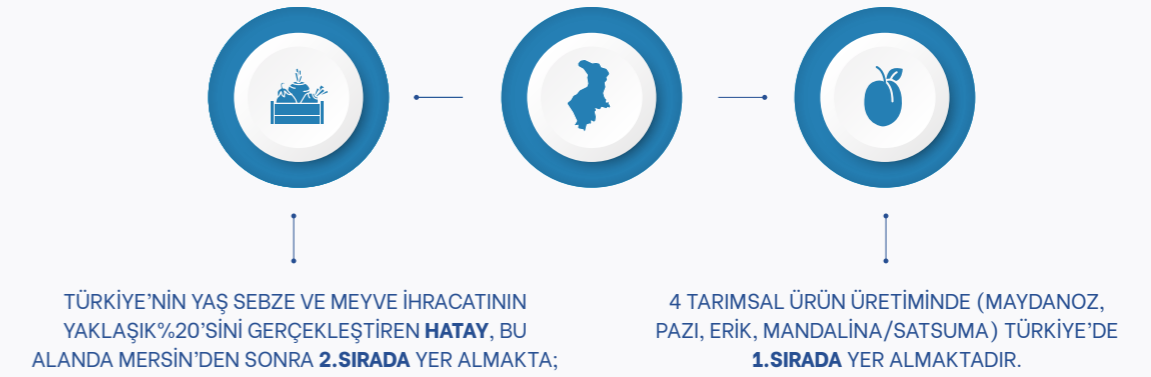 TÜRKİYE'NİN YAŞ SEBZE VE MEYVE İHRACATININ
YAKLAŞIK%20'SİNİ GERÇEKLEŞTİREN HATAY, BU
ALANDA MERSİN'DEN SONRA 2.SIRADA YER ALMAKTA;
4 TARIMSAL ÜRÜN ÜRETİMİNDE (MAYDANOZ,
PAZI, ERİK, MANDALİNA/SATSUMA) TÜRKİYE'DE
1.SIRADA YER ALMAKTADIR.